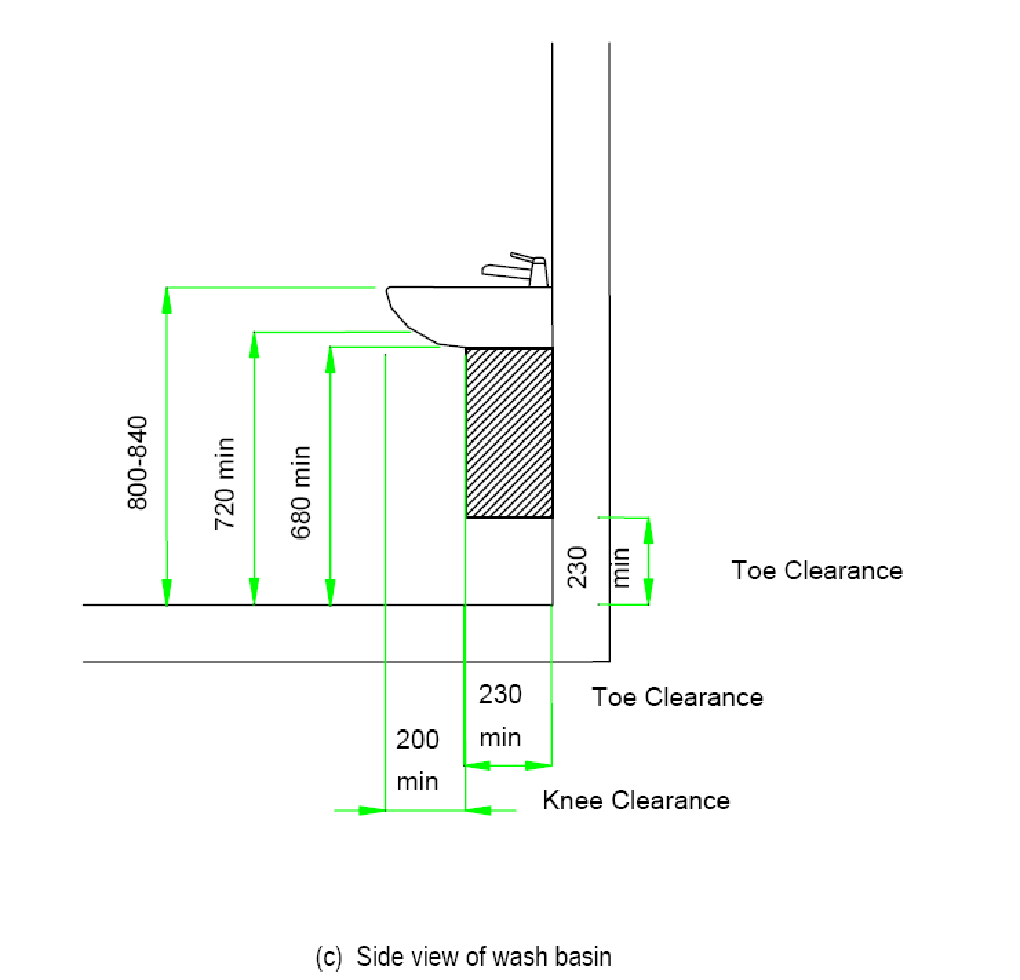 800-840
720 min
680 min
230
min
Toe Clearance
230
min
Toe Clearance
200
min
Knee Clearance
(c) Side view of wash basin